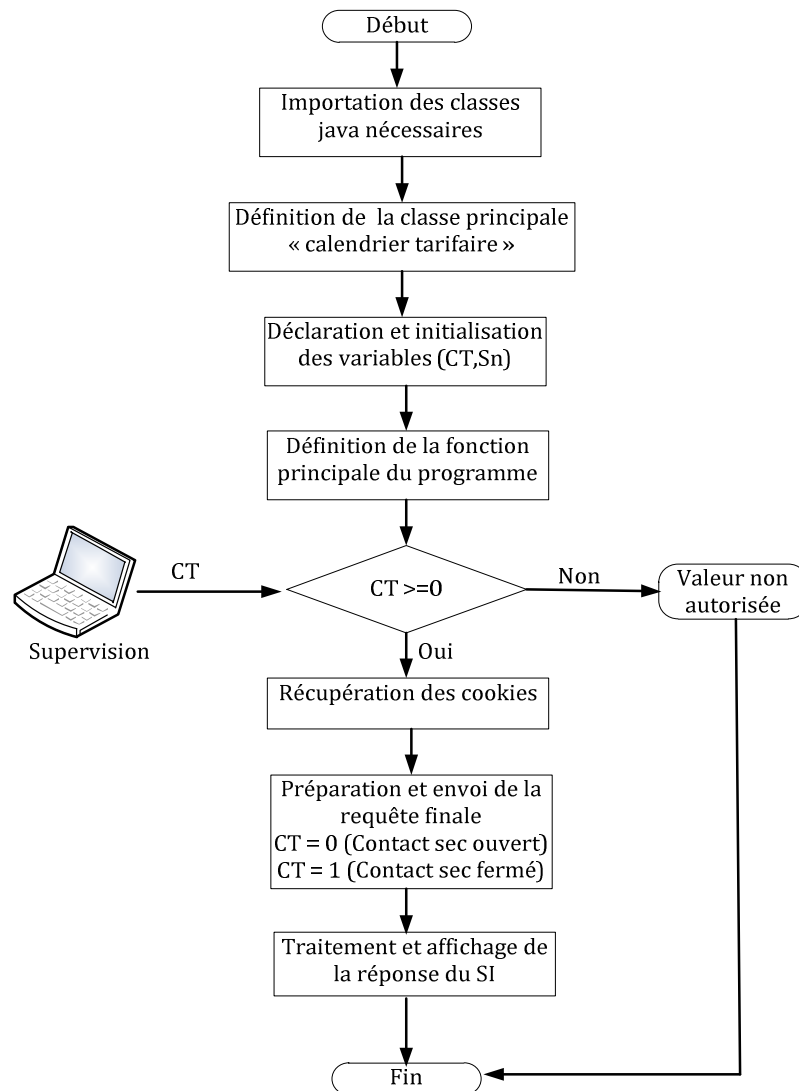 Début
Importation des classes
java nécessaires
Définition de la classe principale
« calendrier tarifaire »
Déclaration et initialisation
des variables (CT,Sn)
Définition de la fonction
principale du programme
CT
CT >=0
Non
Valeur non
autorisée
Supervision
Oui
Récupération des cookies
Préparation et envoi de la
requête finale
CT = 0 (Contact sec ouvert)
CT = 1 (Contact sec fermé)
Traitement et affichage de
la réponse du SI
Fin